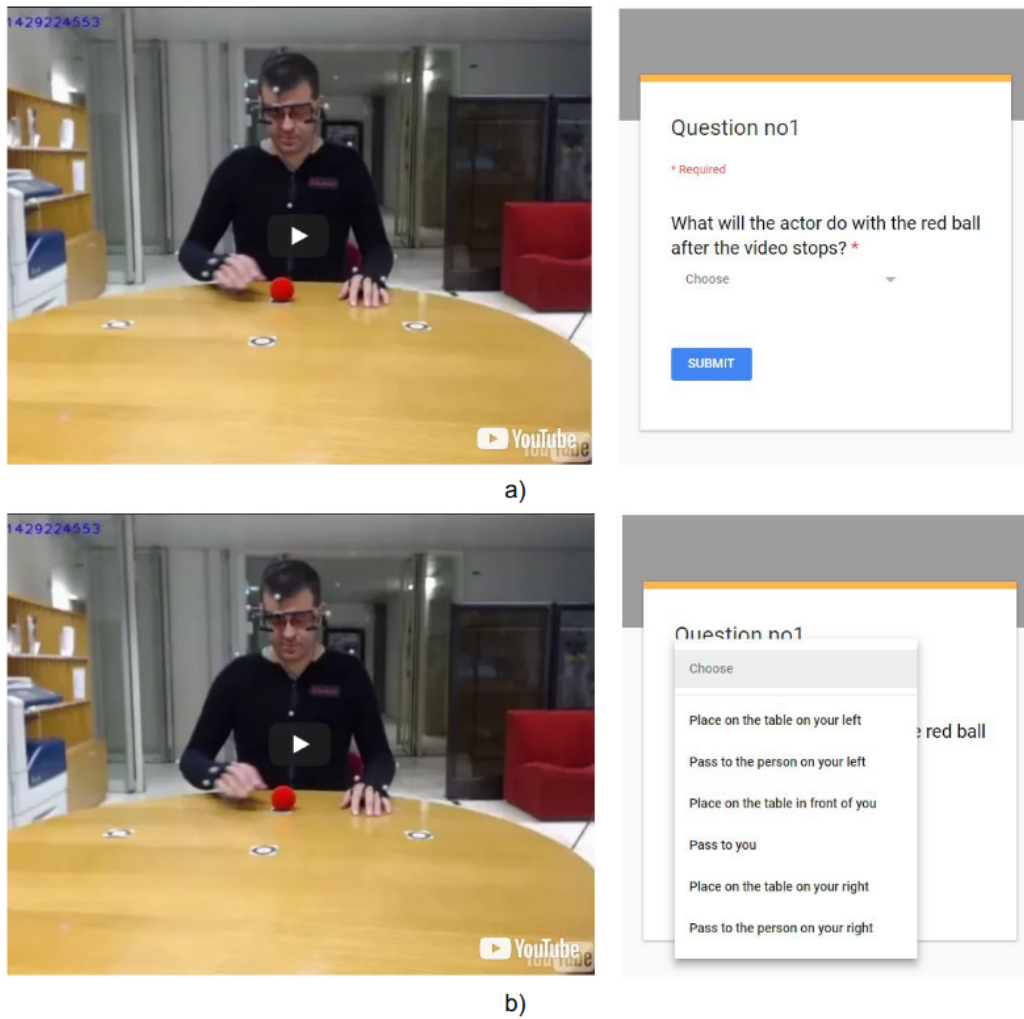 1429224553
Question no1
* Required
What will the actor do with the red ball
after the video stops? *
Choose
SUBMIT
YouTube
a)
1429224553
Question no1
Choose
Place on the table on your left
e red ball
Pass to the person on your left
Place on the table in front of you
Pass to you
Place on the table on your right
Pass to the person on your right
YouTube
b)